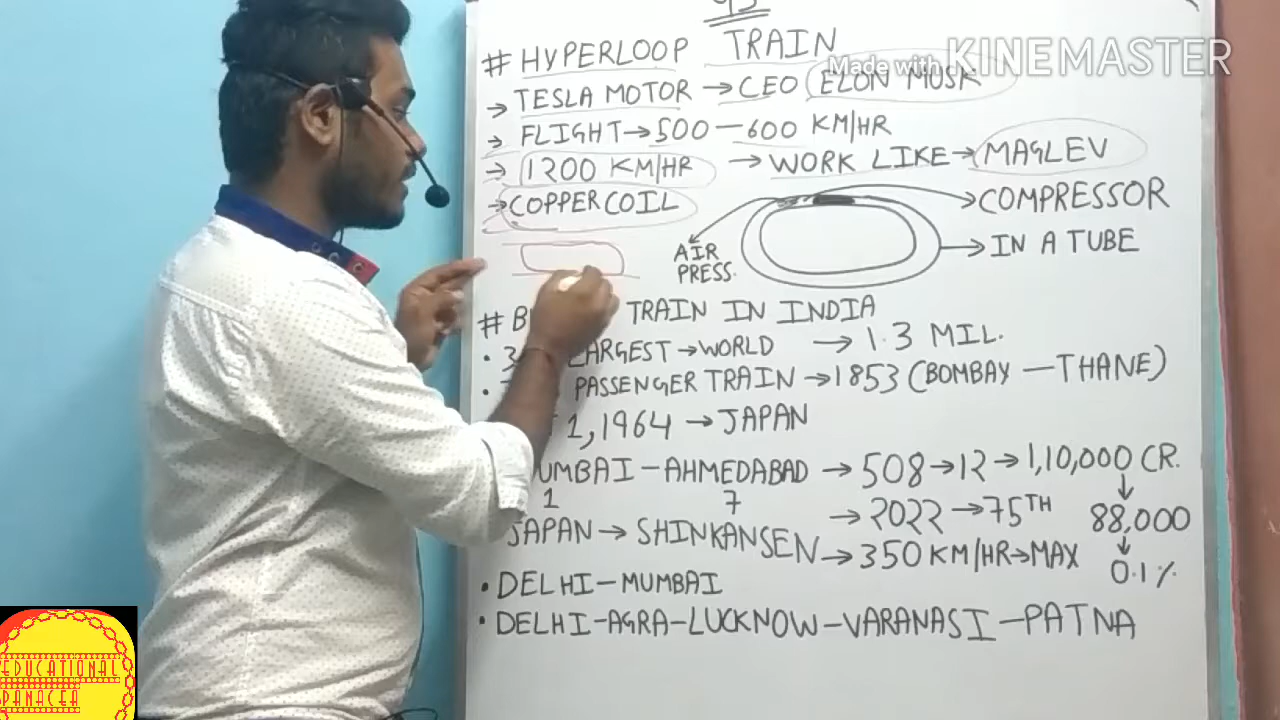 # HYPERLOOP TRAIN
Made with KINEMASTER
→ TESLA MOTOR → CEO ELON MUSK
→ FLIGHT → 500 — 600 KM/HR
→ 1200 KM/HR → WORK LIKE → MAGLEV
→ COPPER COIL
→ COMPRESSOR
AIR PRESS.
→ IN A TUBE
# B TRAIN IN INDIA
• 3 LARGEST → WORLD → 1.3 MIL.
• PASSENGER TRAIN → 1853 (BOMBAY — THANE)
1, 1964 → JAPAN
UMBAI – AHMEDABAD → 508 → 12 → 1,10,000 CR.
1 7 → 2022 → 75TH
↓ 88,000
JAPAN → SHINKANSEN → 350 KM/HR → MAX
↓ 0.1 %
• DELHI – MUMBAI
• DELHI – AGRA – LUCKNOW – VARANASI – PATNA
EDUCATIONAL
PANACEA